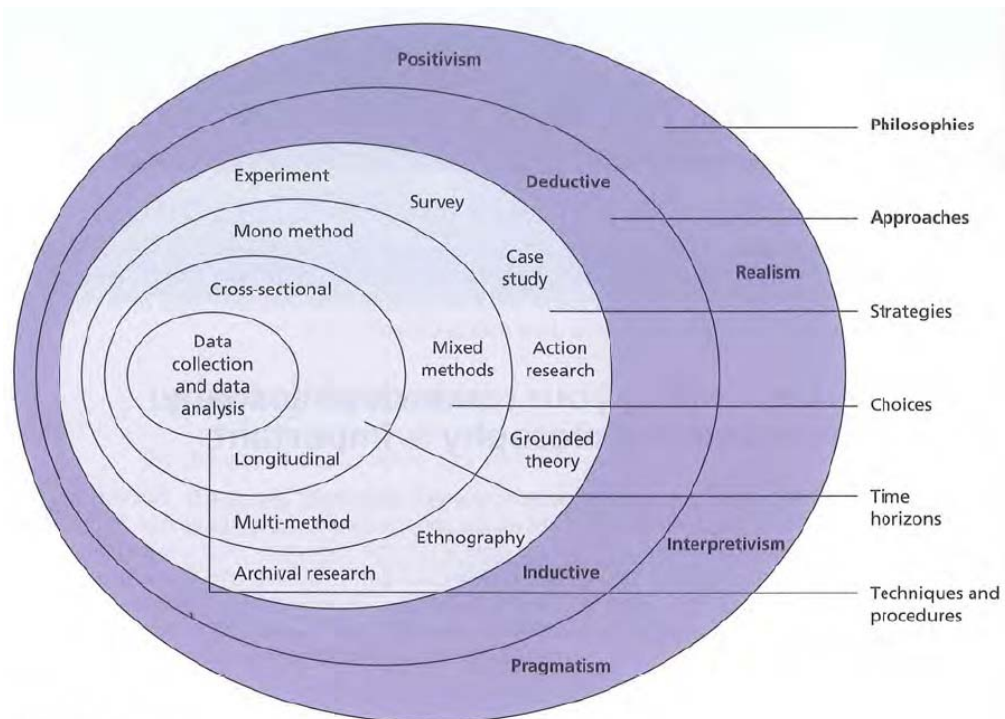 Positivism
Philosophies
Experiment
Deductive
Survey
Approaches
Mono method
Case
study
Realism
Cross-sectional
Strategies
Data
collection
and data
analysis
Mixed
methods
Action
research
Choices
Grounded
theory
Longitudinal
Time
horizons
Multi-method
Ethnography
Interpretivism
Archival research
Inductive
Techniques and
procedures
Pragmatism